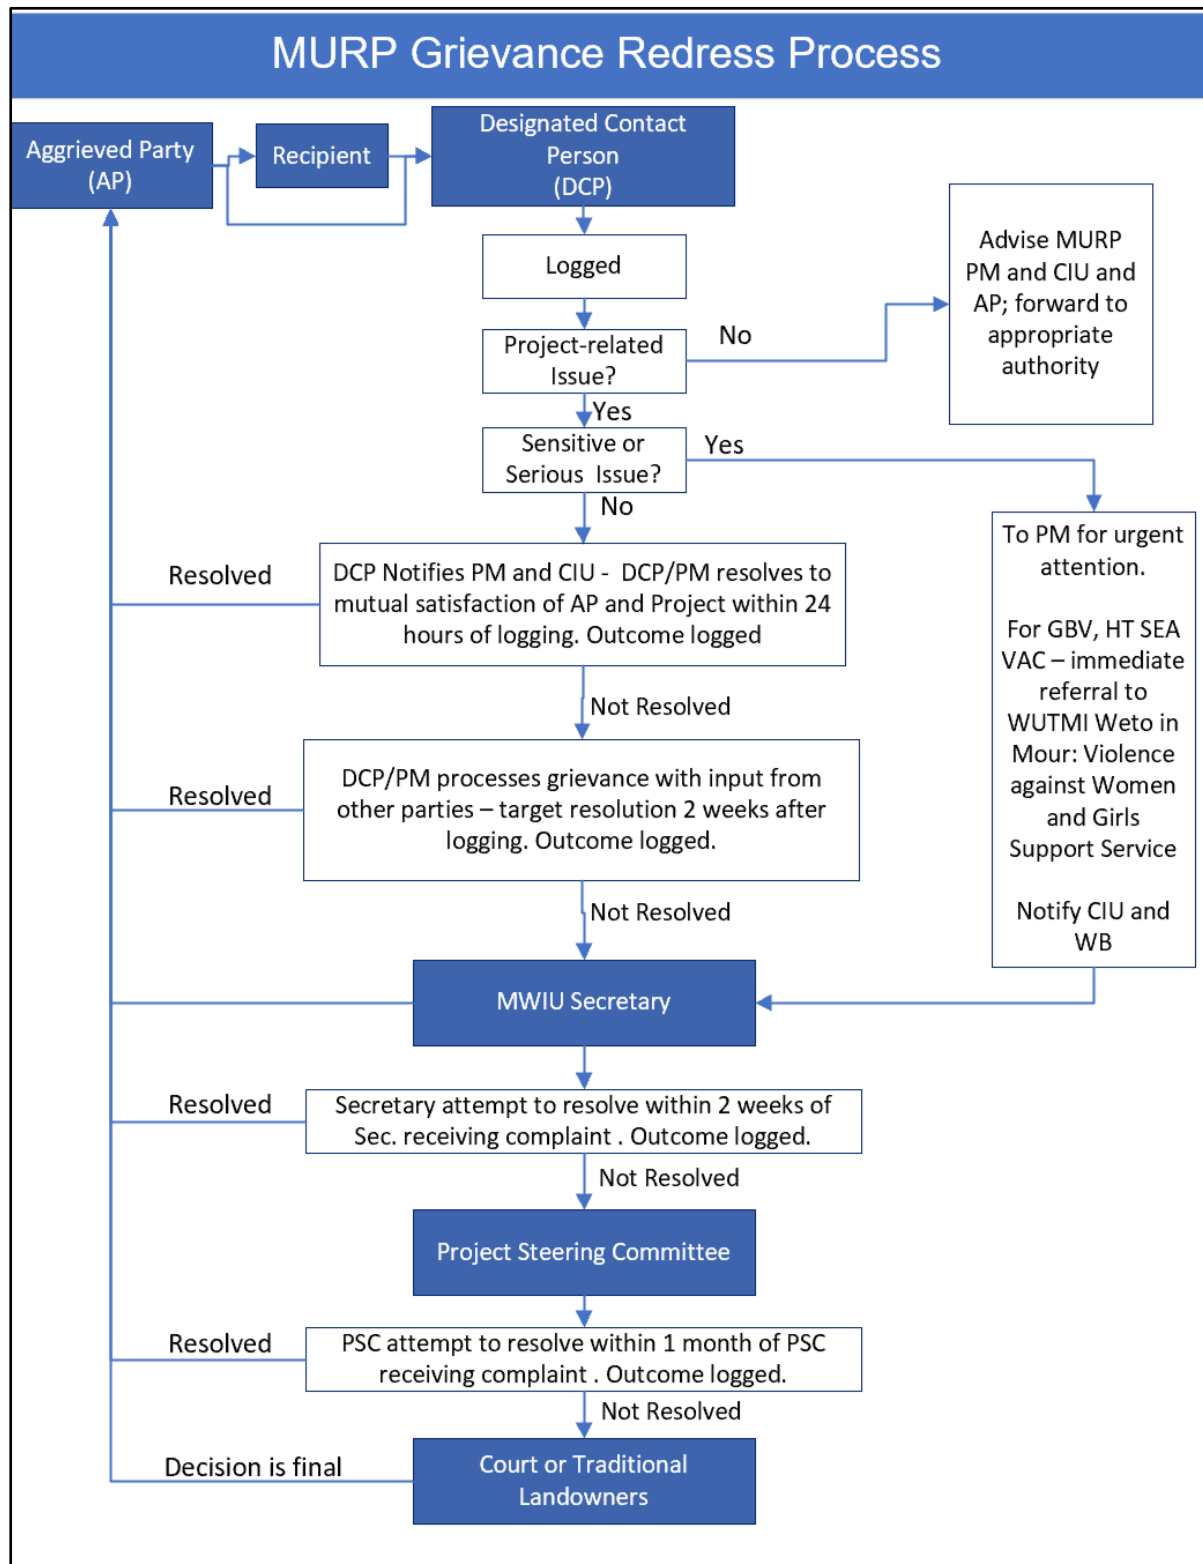 MURP Grievance Redress Process
Aggrieved Party
(AP)
Recipient
Designated Contact
Person
(DCP)
Logged
Advise MURP
PM and CIU and
AP; forward to
appropriate
authority
No
Project-related
Issue?
Yes
Sensitive or
Serious Issue?
Yes
No
To PM for urgent
attention.
For GBV, HT SEA
VAC – immediate
referral to
WUTMI Weto in
Mour: Violence
against Women
and Girls
Support Service
Notify CIU and
WB
Resolved
DCP Notifies PM and CIU - DCP/PM resolves to
mutual satisfaction of AP and Project within 24
hours of logging. Outcome logged
Not Resolved
Resolved
DCP/PM processes grievance with input from
other parties – target resolution 2 weeks after
logging. Outcome logged.
Not Resolved
MWIU Secretary
Resolved
Secretary attempt to resolve within 2 weeks of
Sec. receiving complaint . Outcome logged.
Not Resolved
Project Steering Committee
Resolved
PSC attempt to resolve within 1 month of PSC
receiving complaint . Outcome logged.
Not Resolved
Decision is final
Court or Traditional
Landowners